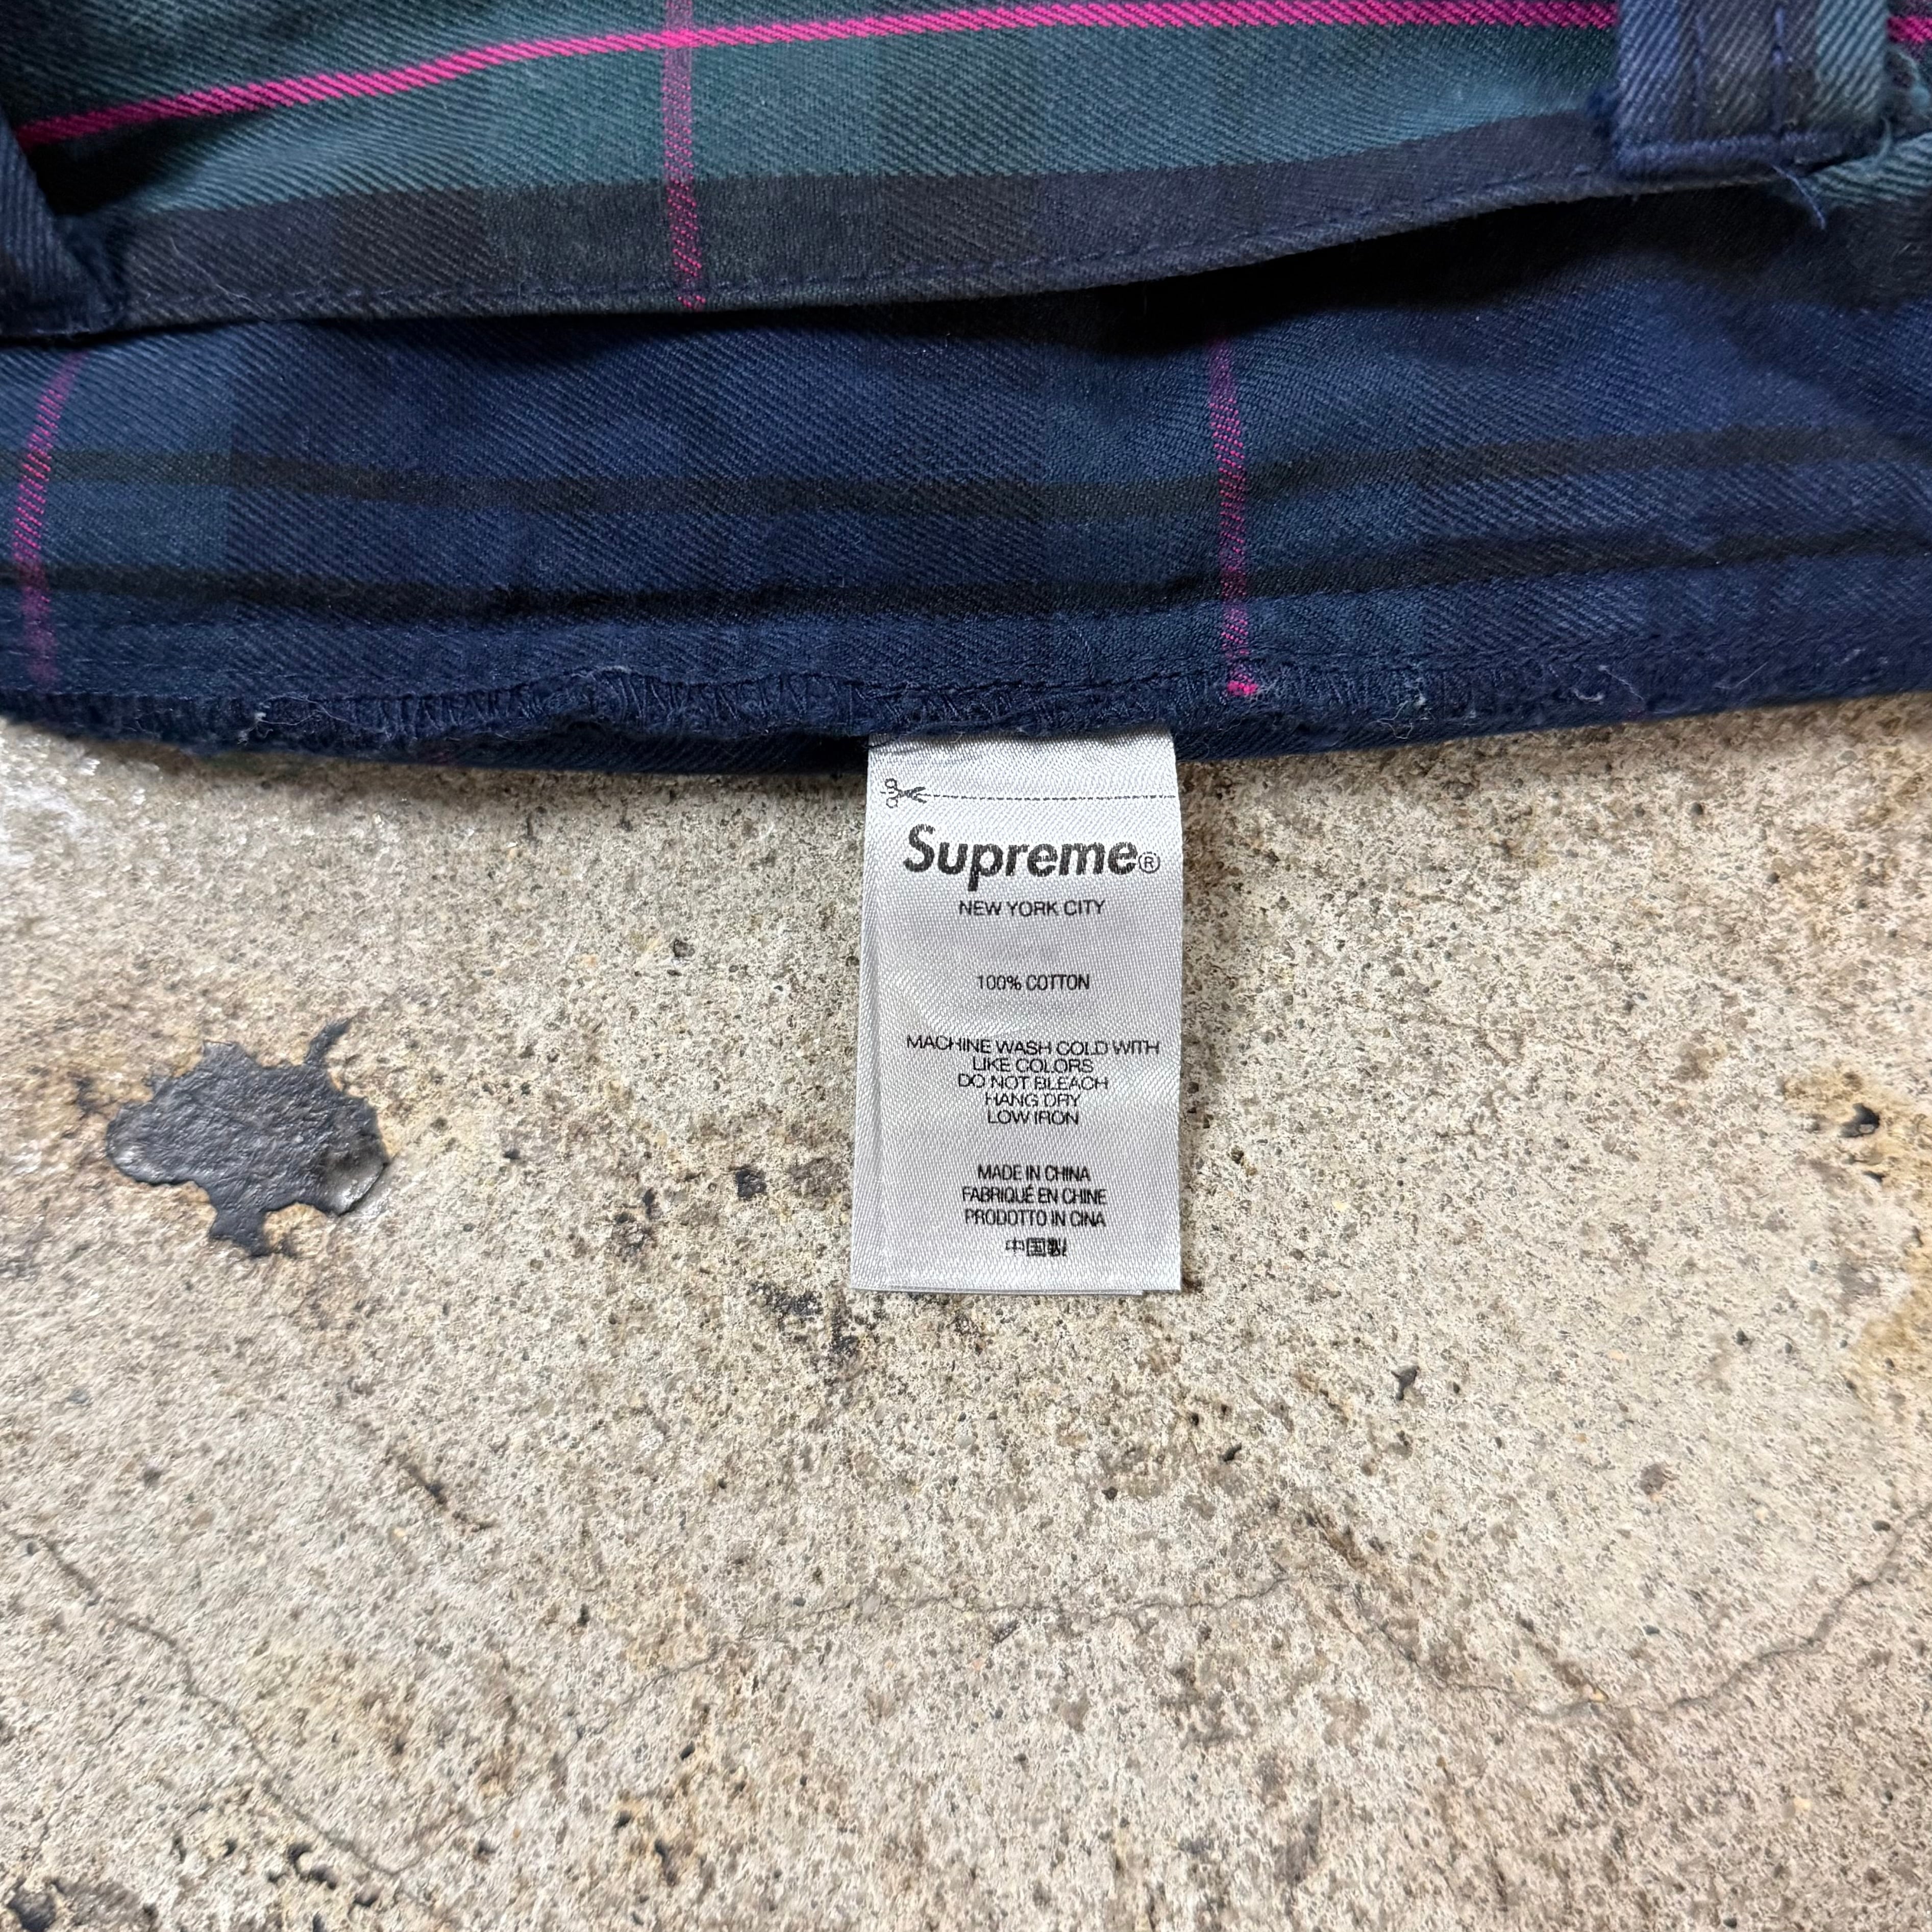 Supreme®
NEW YORK CITY
100% COTTON
MACHINE WASH COLD WITH
LIKE COLORS
DO NOT BLEACH
HANG DRY
LOW IRON
MADE IN CHINA
FABRIQUÉ EN CHINE
PRODOTTO IN CINA
中国製